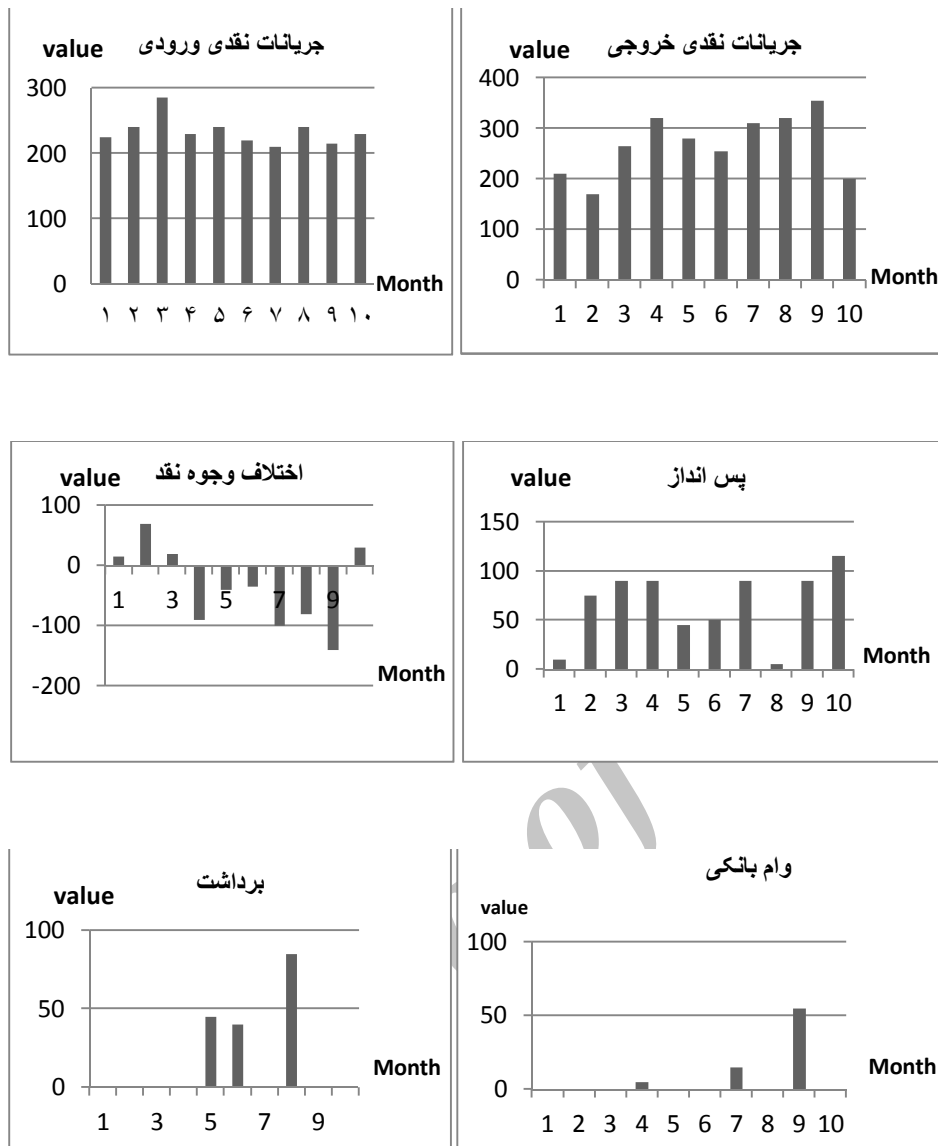 جریانات نقدی ورودی
value
300
200
100
0
Month
۱ ۲ ۳ ۴ ۵ ۶ ۷ ۸ ۹ ۱۰
جریانات نقدی خروجی
value
400
300
200
100
0
Month
1 2 3 4 5 6 7 8 9 10
اختلاف وجوه نقد
value
100
0
1 3 5 7 9
-100
Month
-200
پس انداز
value
150
100
50
0
Month
1 2 3 4 5 6 7 8 9 10
برداشت
value
100
50
0
Month
1 3 5 7 9
وام بانکی
value
100
50
0
Month
1 2 3 4 5 6 7 8 9 10